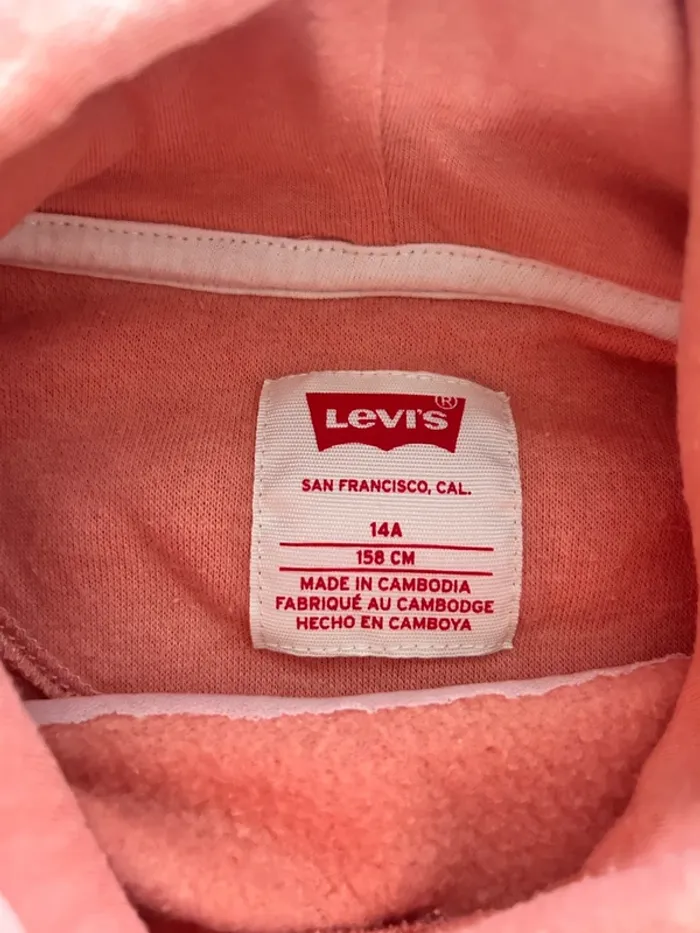 LEVI'S®
SAN FRANCISCO, CAL.
14A
158 CM
MADE IN CAMBODIA
FABRIQUÉ AU CAMBODGE
HECHO EN CAMBOYA